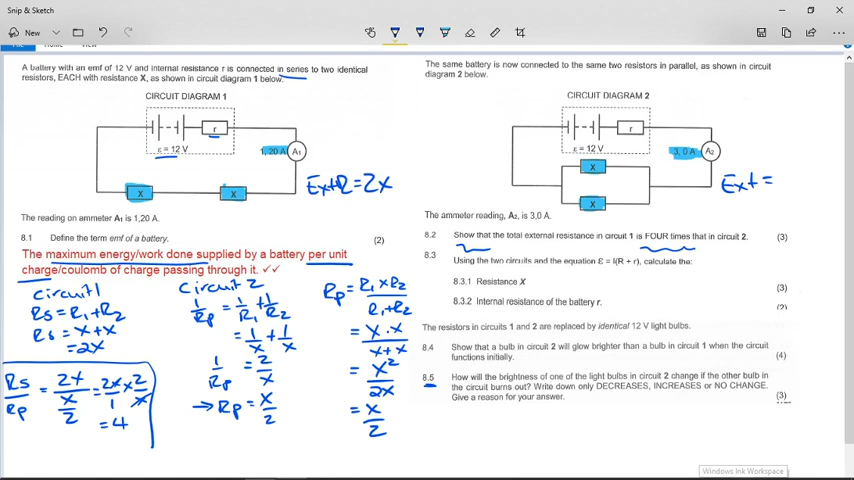 Snip & Sketch
New
File Home View
A battery with an emf of 12 V and internal resistance r is connected in series to two identical
resistors, EACH with resistance X, as shown in circuit diagram 1 below.
CIRCUIT DIAGRAM 1
r
ε = 12 V
1,20 A A1
X X
Ext R = 2X
The reading on ammeter A1 is 1,20 A.
8.1 Define the term emf of a battery. (2)
The maximum energy/work done supplied by a battery per unit
charge/coulomb of charge passing through it. ✓✓
Circuit 1
Rs = R1 + R2
Rs = X + X
= 2X
Rs/Rp = 2X/(X/2) = 2X/1 × 2/X
= 4
Circuit 2
1/Rp = 1/R1 + 1/R2
= 1/X + 1/X
1/Rp = 2/X
→ Rp = X/2
Rp = R1 × R2/R1 + R2
= X · X/X + X
= X²/2X
= X/2
The same battery is now connected to the same two resistors in parallel, as shown in circuit
diagram 2 below.
CIRCUIT DIAGRAM 2
r
ε = 12 V
3,0 A A2
X
X
Ext =
The ammeter reading, A2, is 3,0 A.
8.2 Show that the total external resistance in circuit 1 is FOUR times that in circuit 2. (3)
8.3 Using the two circuits and the equation Ɛ = I(R + r), calculate the:
8.3.1 Resistance X (3)
8.3.2 Internal resistance of the battery r. (2)
The resistors in circuits 1 and 2 are replaced by identical 12 V light bulbs.
8.4 Show that a bulb in circuit 2 will glow brighter than a bulb in circuit 1 when the circuit
functions initially. (4)
8.5 How will the brightness of one of the light bulbs in circuit 2 change if the other bulb in
the circuit burns out? Write down only DECREASES, INCREASES or NO CHANGE.
Give a reason for your answer. (3)
Windows Ink Workspace